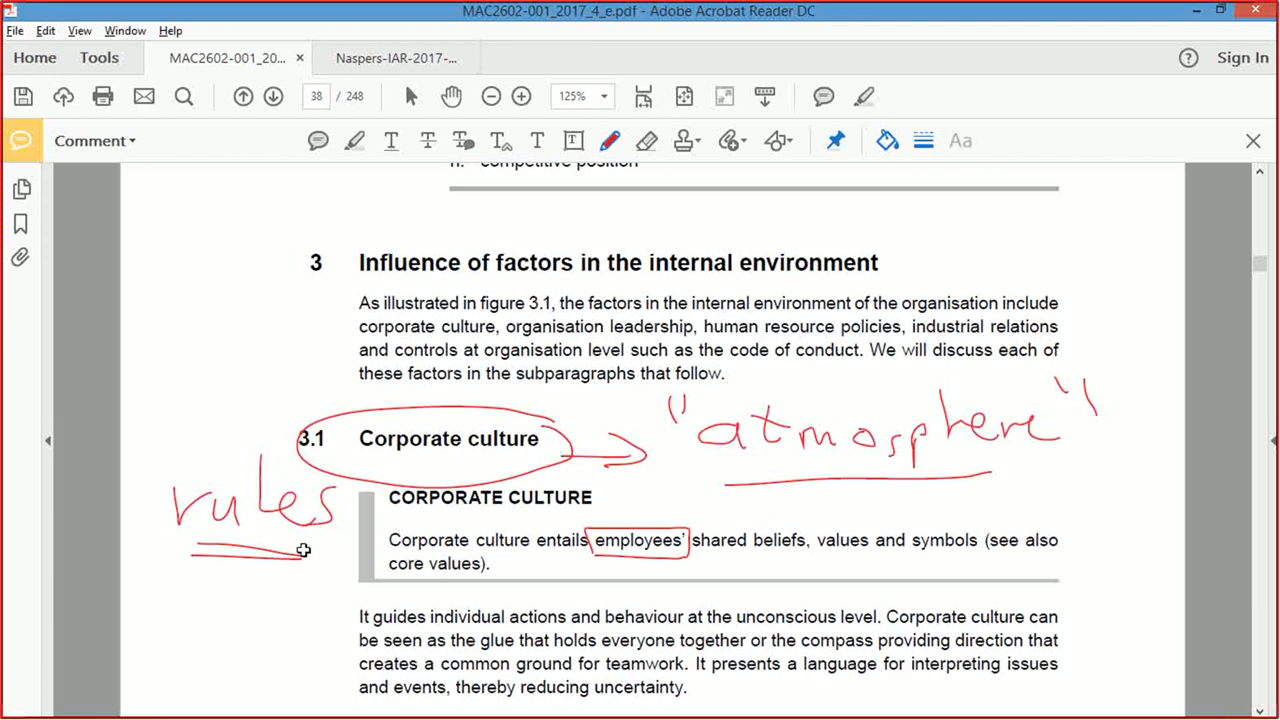 MAC2602-001_2017_4_e.pdf - Adobe Acrobat Reader DC
File Edit View Window Help
Home Tools MAC2602-001_20... × Naspers-IAR-2017-... Sign In
38 / 248 125%
Comment
n. competitive position
3 Influence of factors in the internal environment
As illustrated in figure 3.1, the factors in the internal environment of the organisation include
corporate culture, organisation leadership, human resource policies, industrial relations
and controls at organisation level such as the code of conduct. We will discuss each of
these factors in the subparagraphs that follow.
"atmosphere"
3.1 Corporate culture
rules
CORPORATE CULTURE
Corporate culture entails employees' shared beliefs, values and symbols (see also
core values).
It guides individual actions and behaviour at the unconscious level. Corporate culture can
be seen as the glue that holds everyone together or the compass providing direction that
creates a common ground for teamwork. It presents a language for interpreting issues
and events, thereby reducing uncertainty.